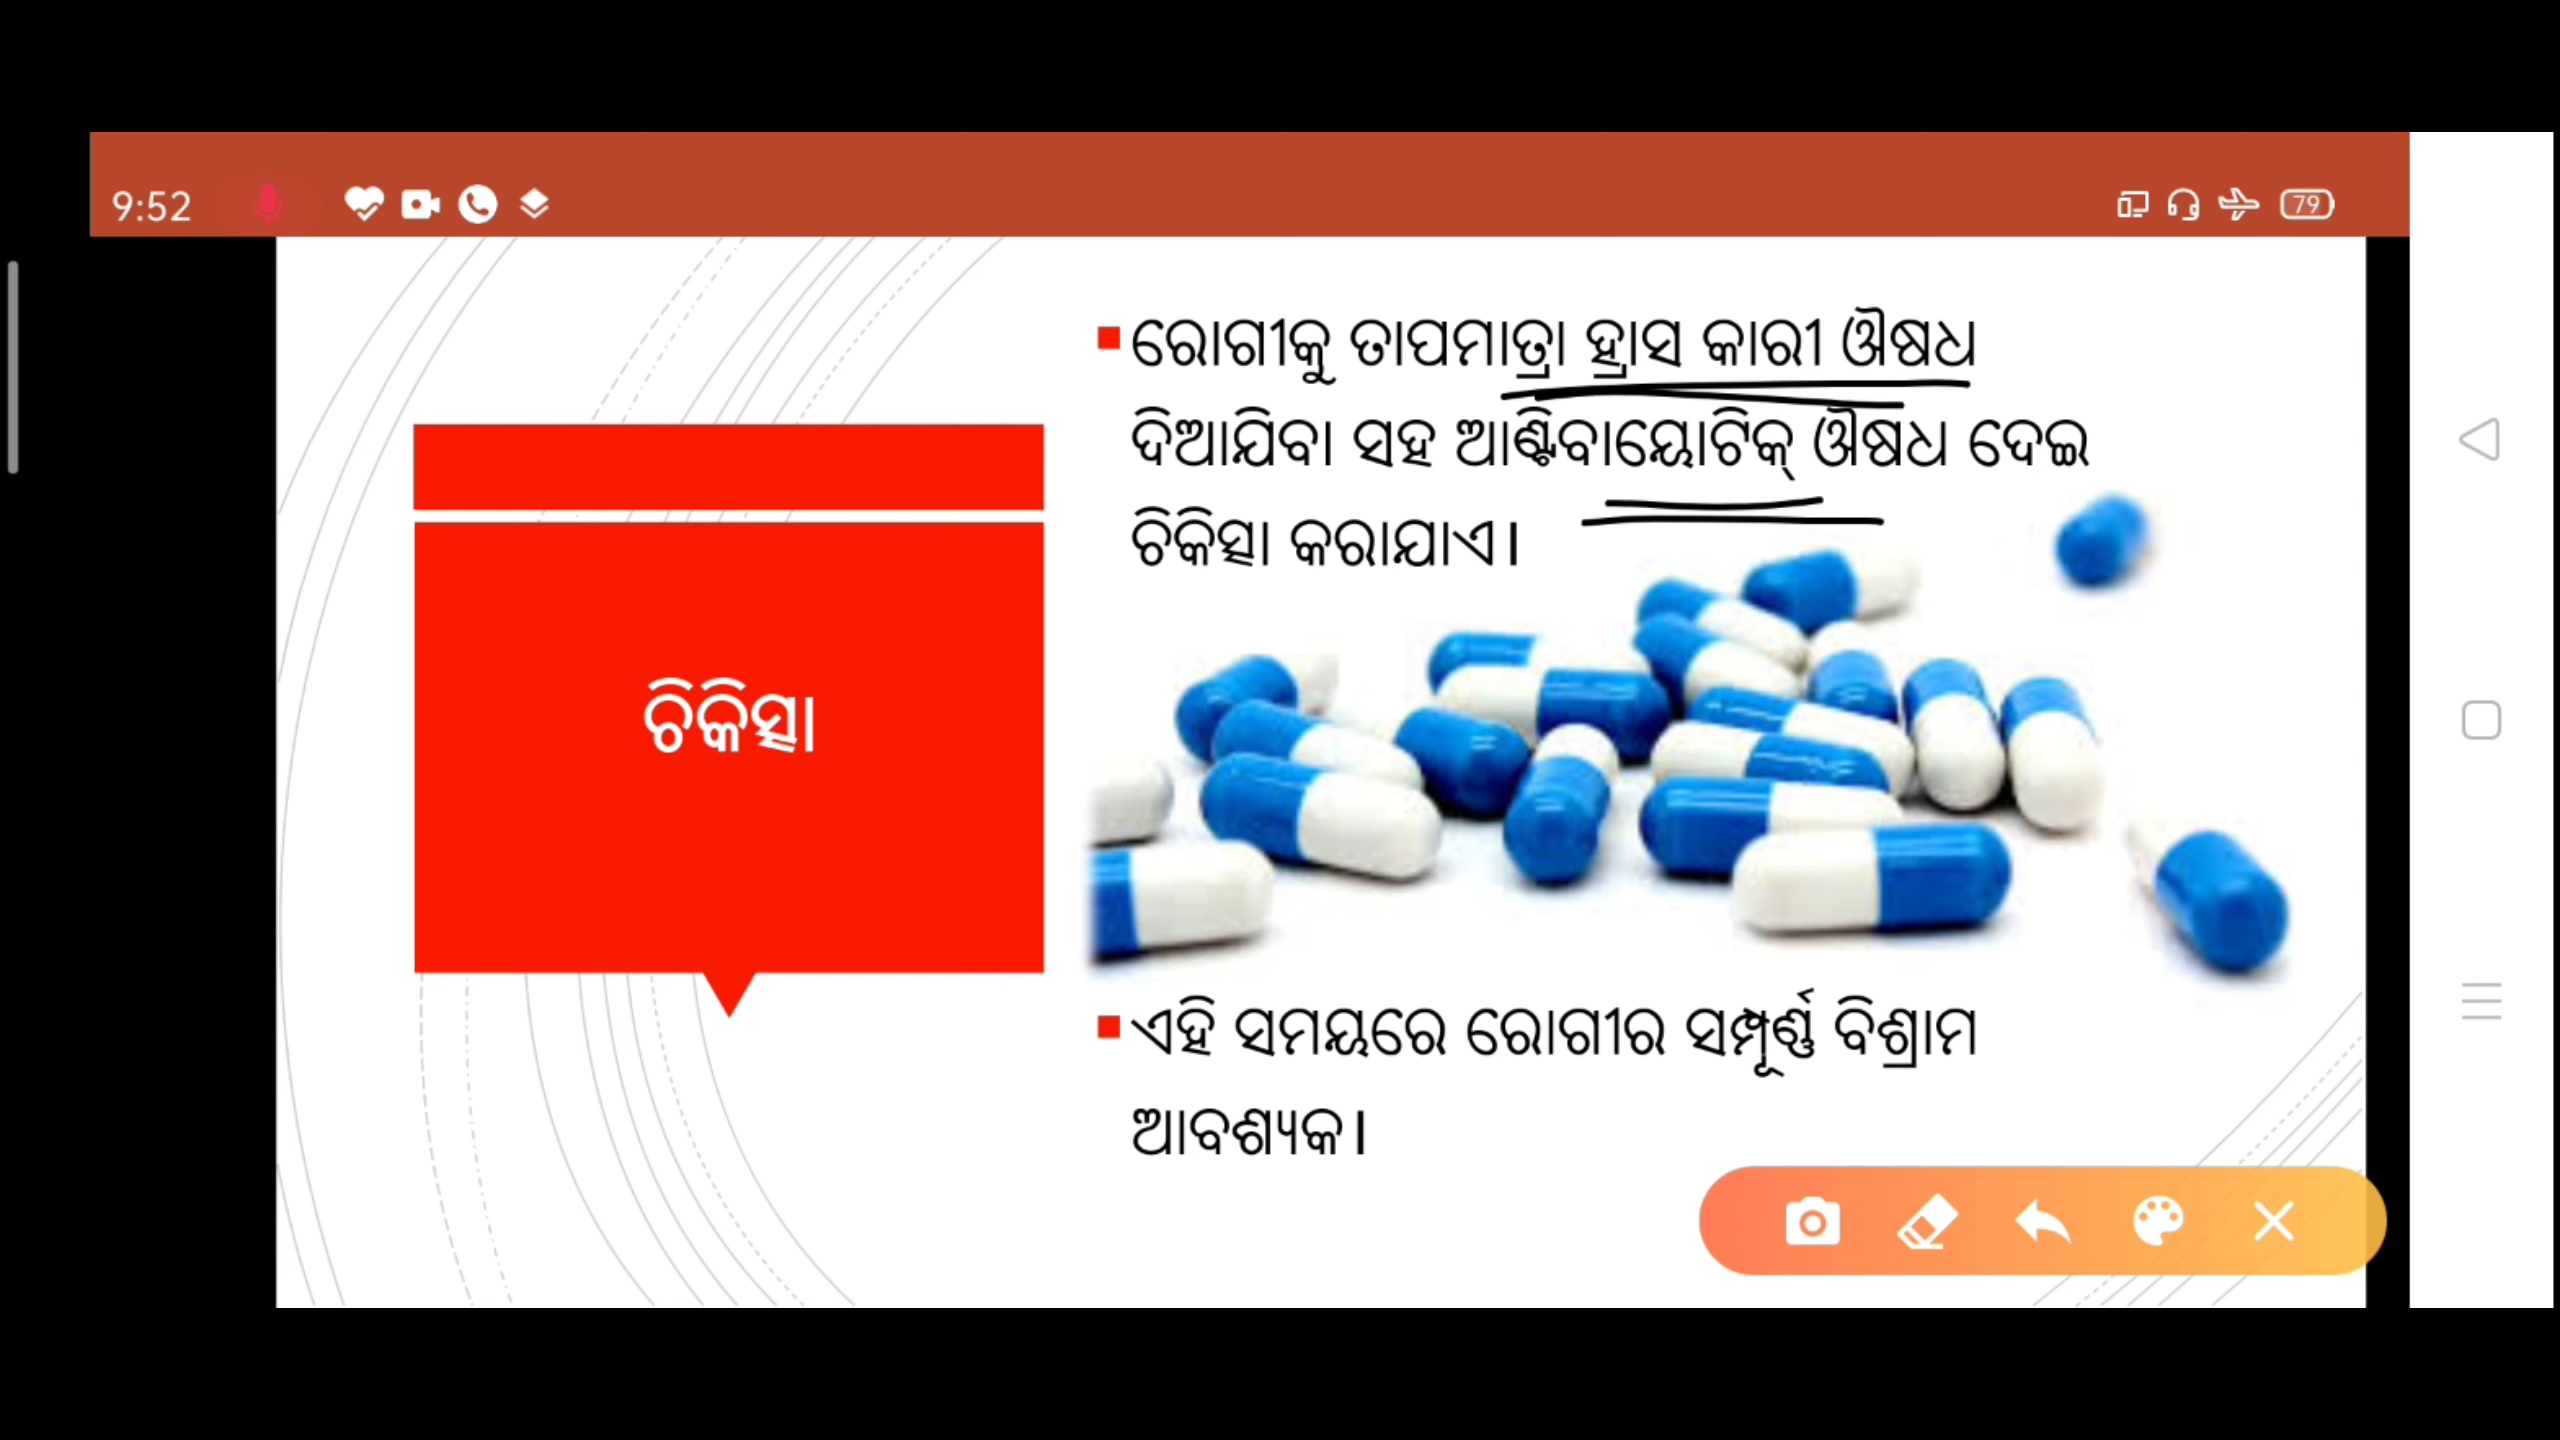 9:52
79
ରୋଗୀକୁ ତାପମାତ୍ରା ହ୍ରାସ କାରୀ ଔଷଧ
ଦିଆଯିବା ସହ ଆଣ୍ଟିବାୟୋଟିକ୍ ଔଷଧ ଦେଇ
ଚିକିତ୍ସା କରାଯାଏ।
ଚିକିତ୍ସା
ଏହି ସମୟରେ ରୋଗୀର ସମ୍ପୂର୍ଣ୍ଣ ବିଶ୍ରାମ
ଆବଶ୍ୟକ।